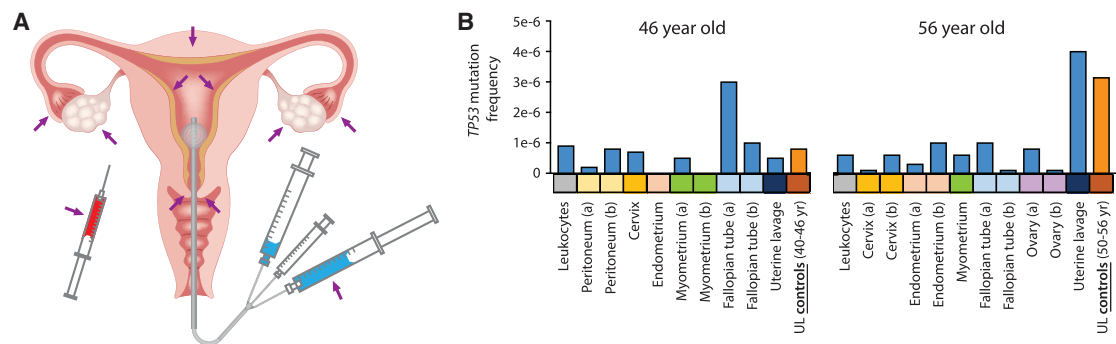 A
B
TP53 mutation
frequency
5e-6
4e-6
3e-6
2e-6
1e-6
0
46 year old
56 year old
Leukocytes
Peritoneum (a)
Peritoneum (b)
Cervix
Endometrium
Myometrium (a)
Myometrium (b)
Fallopian tube (a)
Fallopian tube (b)
Uterine lavage
UL controls (40-46 yr)
Leukocytes
Cervix (a)
Cervix (b)
Endometrium (a)
Endometrium (b)
Myometrium
Fallopian tube (a)
Fallopian tube (b)
Ovary (a)
Ovary (b)
Uterine lavage
UL controls (50-56 yr)